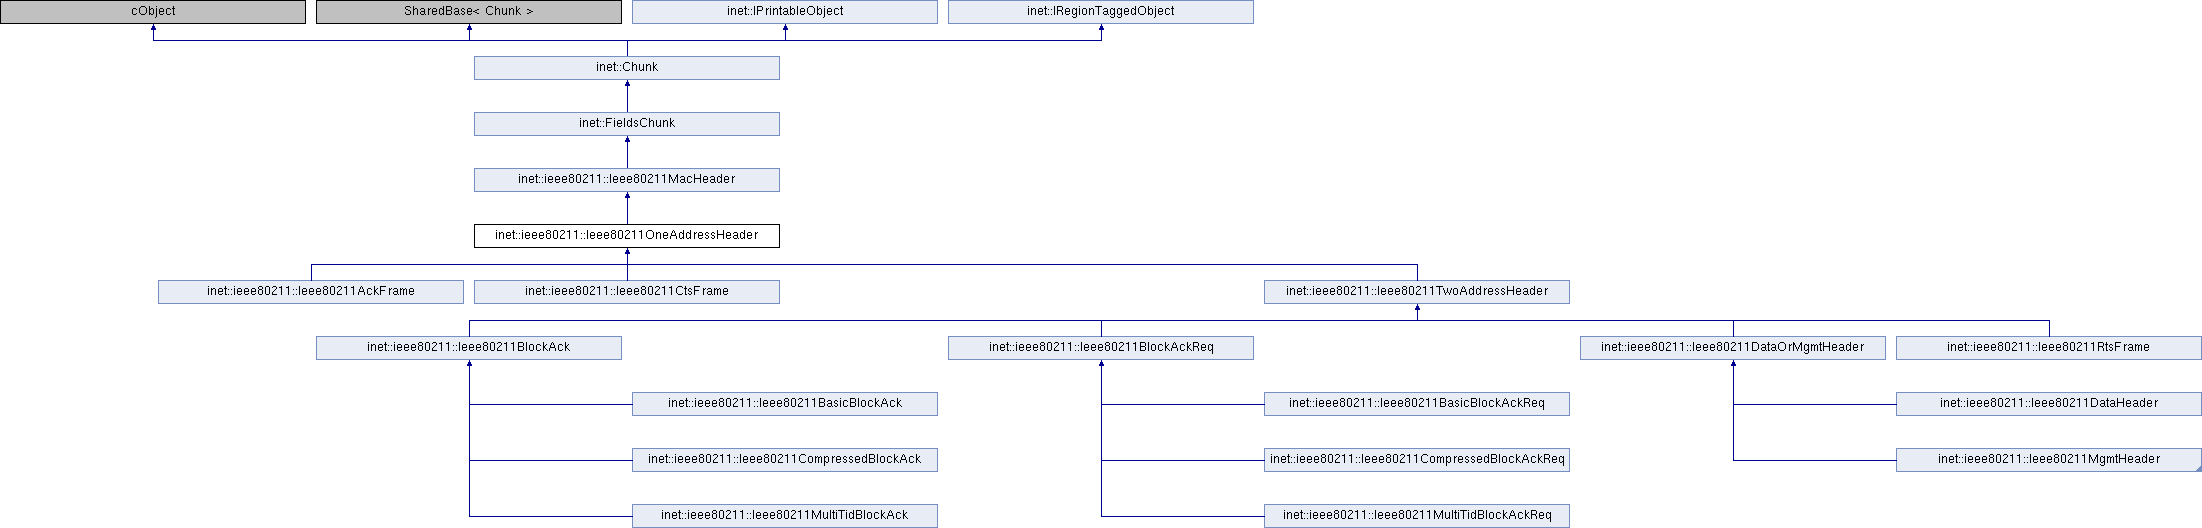 cObject
SharedBase< Chunk >
inet::IPrintableObject
inet::IRegionTaggedObject
inet::Chunk
inet::FieldsChunk
inet::ieee80211::Ieee80211MacHeader
inet::ieee80211::Ieee80211OneAddressHeader
inet::ieee80211::Ieee80211AckFrame
inet::ieee80211::Ieee80211CtsFrame
inet::ieee80211::Ieee80211TwoAddressHeader
inet::ieee80211::Ieee80211BlockAck
inet::ieee80211::Ieee80211BlockAckReq
inet::ieee80211::Ieee80211DataOrMgmtHeader
inet::ieee80211::Ieee80211RtsFrame
inet::ieee80211::Ieee80211BasicBlockAck
inet::ieee80211::Ieee80211BasicBlockAckReq
inet::ieee80211::Ieee80211DataHeader
inet::ieee80211::Ieee80211CompressedBlockAck
inet::ieee80211::Ieee80211CompressedBlockAckReq
inet::ieee80211::Ieee80211MgmtHeader
inet::ieee80211::Ieee80211MultiTidBlockAck
inet::ieee80211::Ieee80211MultiTidBlockAckReq